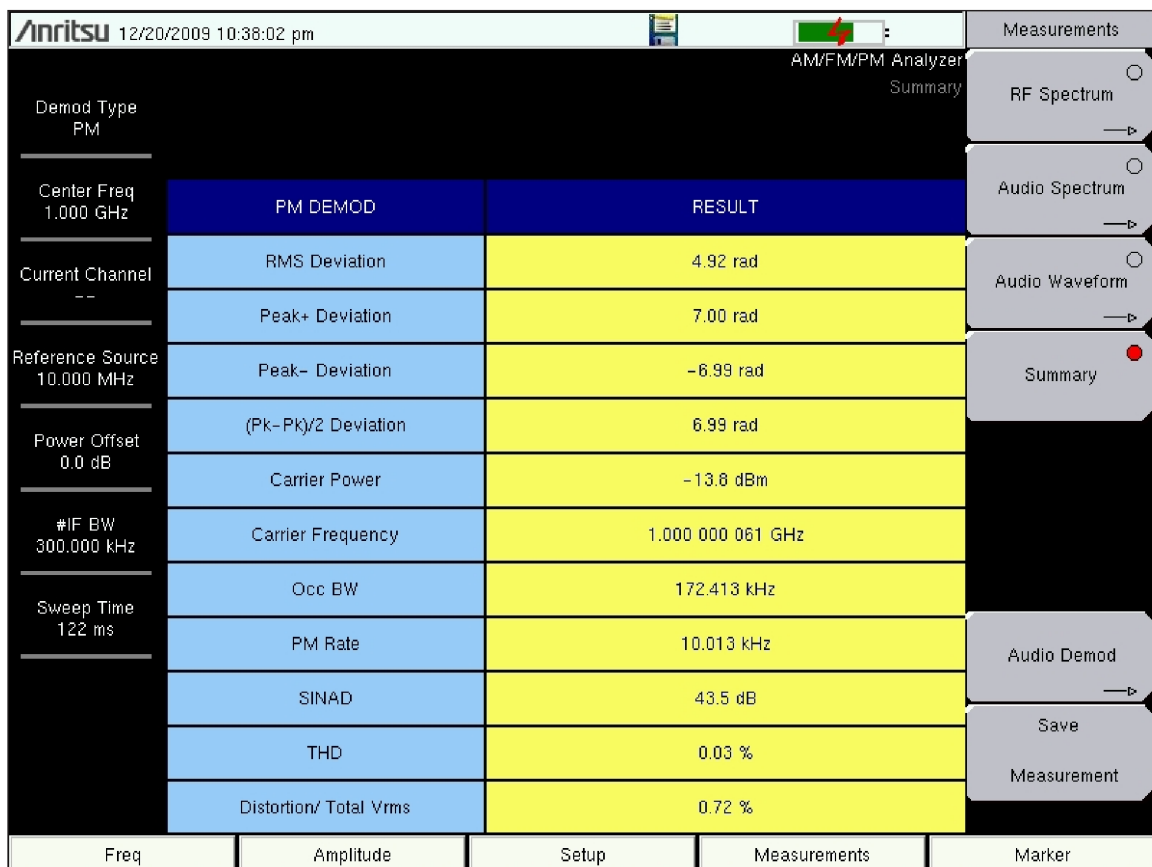 Anritsu 12/20/2009 10:38:02 pm
Measurements
AM/FM/PM Analyzer
Summary
Demod Type
PM
Center Freq
1.000 GHz
Current Channel
--
Reference Source
10.000 MHz
Power Offset
0.0 dB
#IF BW
300.000 kHz
Sweep Time
122 ms
PM DEMOD RESULT
RMS Deviation 4.92 rad
Peak+ Deviation 7.00 rad
Peak- Deviation -6.99 rad
(Pk-Pk)/2 Deviation 6.99 rad
Carrier Power -13.8 dBm
Carrier Frequency 1.000 000 061 GHz
Occ BW 172.413 kHz
PM Rate 10.013 kHz
SINAD 43.5 dB
THD 0.03 %
Distortion/ Total Vrms 0.72 %
RF Spectrum
Audio Spectrum
Audio Waveform
Summary
Audio Demod
Save
Measurement
Freq Amplitude Setup Measurements Marker